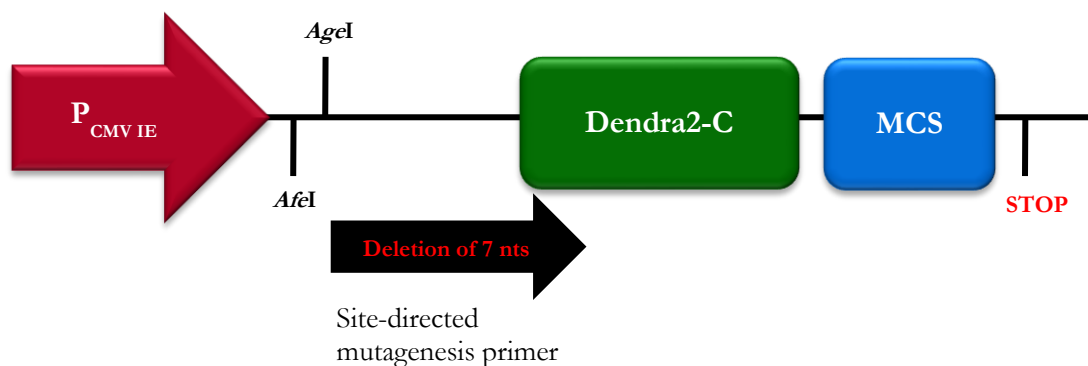 AgeI
P CMV IE
Dendra2-C
MCS
AfeI
STOP
Deletion of 7 nts
Site-directed
mutagenesis primer